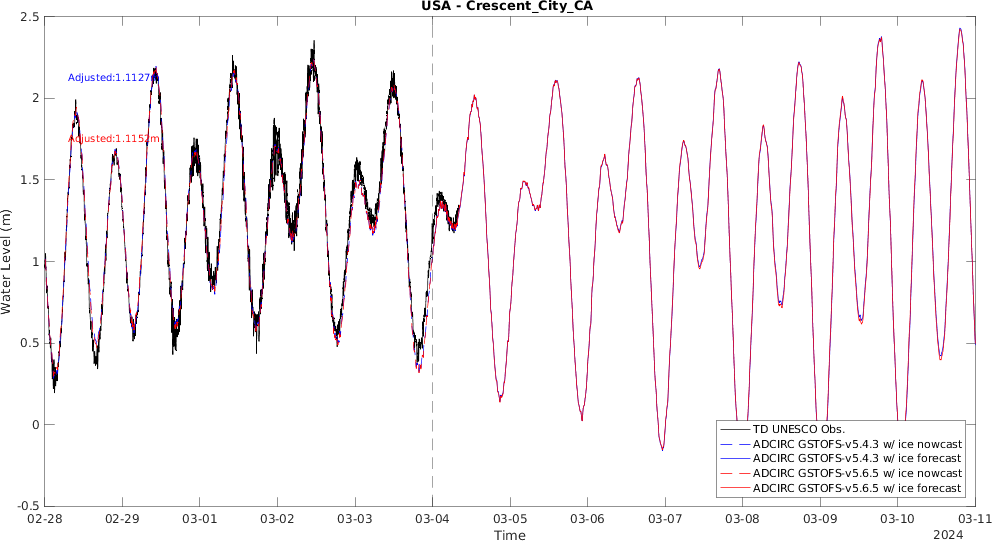 USA - Crescent_City_CA
2.5
2
1.5
1
0.5
0
-0.5
Water Level (m)
Adjusted:1.1127
Adjusted:1.1152m
TD UNESCO Obs.
ADCIRC GSTOFS-v5.4.3 w/ ice nowcast
ADCIRC GSTOFS-v5.4.3 w/ ice forecast
ADCIRC GSTOFS-v5.6.5 w/ ice nowcast
ADCIRC GSTOFS-v5.6.5 w/ ice forecast
02-28 02-29 03-01 03-02 03-03 03-04 03-05 03-06 03-07 03-08 03-09 03-10 03-11
Time
2024